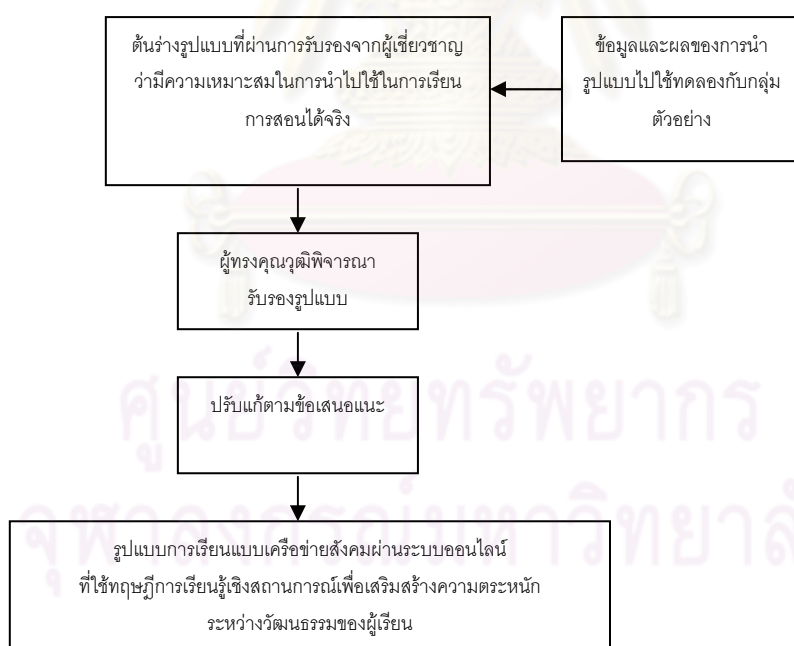 ต้นร่างรูปแบบที่ผ่านการรับรองจากผู้เชี่ยวชาญ
ว่ามีความเหมาะสมในการนำไปใช้ในการเรียน
การสอนได้จริง
ข้อมูลและผลของการนำ
รูปแบบไปใช้ทดลองกับกลุ่ม
ตัวอย่าง
ผู้ทรงคุณวุฒิพิจารณา
รับรองรูปแบบ
ปรับแก้ตามข้อเสนอแนะ
รูปแบบการเรียนแบบเครือข่ายสังคมผ่านระบบออนไลน์
ที่ใช้ทฤษฎีการเรียนรู้เชิงสถานการณ์เพื่อเสริมสร้างความตระหนัก
ระหว่างวัฒนธรรมของผู้เรียน
ศูนย์วิทยทรัพยากร